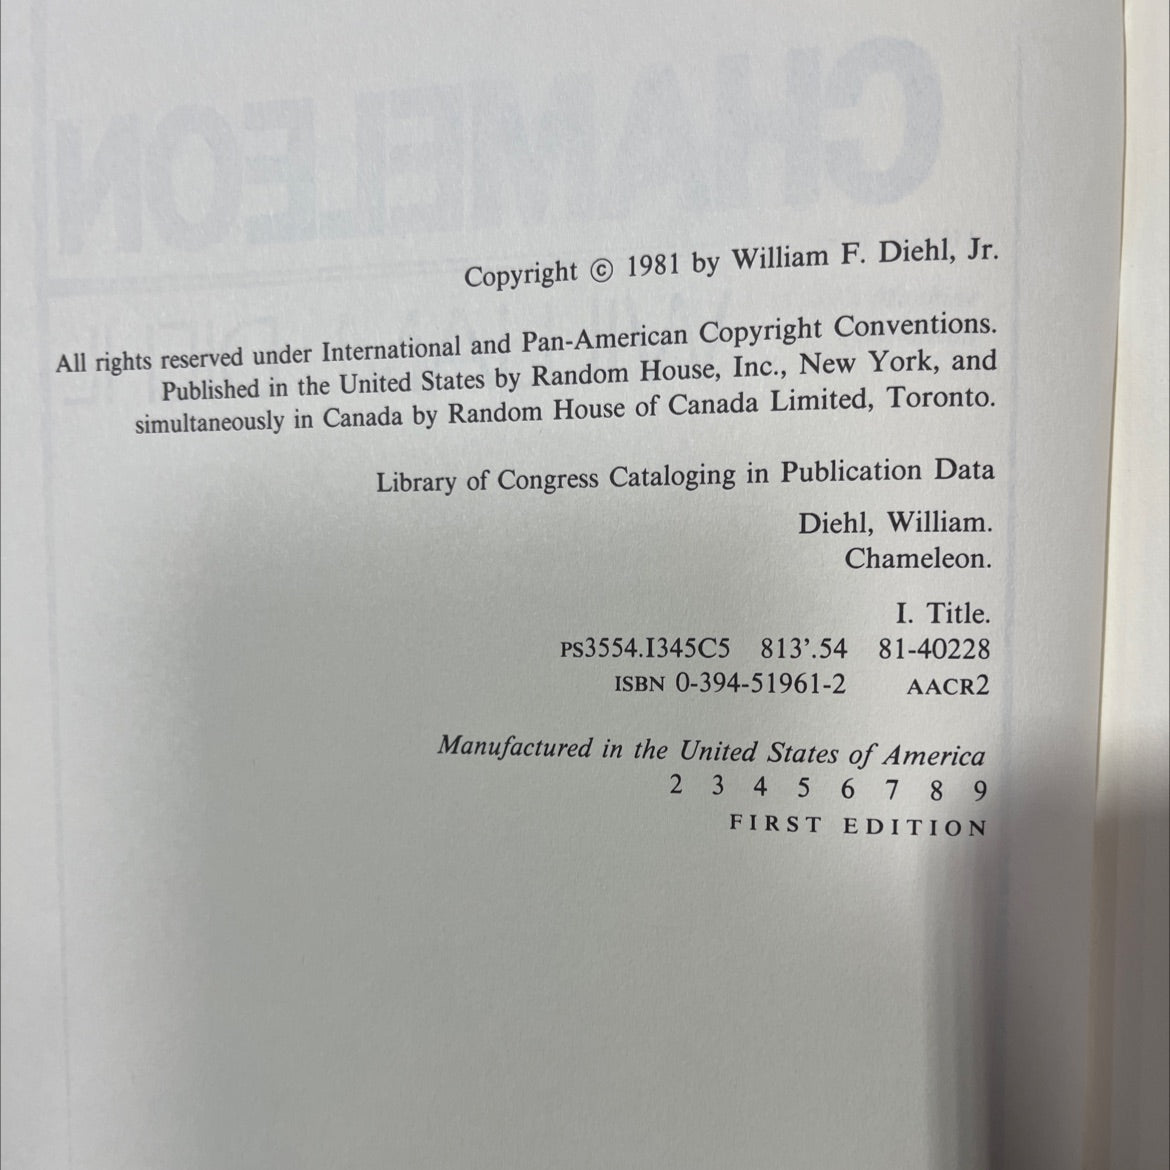 Copyright © 1981 by William F. Diehl, Jr.
All rights reserved under International and Pan-American Copyright Conventions.
Published in the United States by Random House, Inc., New York, and
simultaneously in Canada by Random House of Canada Limited, Toronto.
Library of Congress Cataloging in Publication Data
Diehl, William.
Chameleon.
I. Title.
PS3554.I345C5 813'.54 81-40228
ISBN 0-394-51961-2 AACR2
Manufactured in the United States of America
2 3 4 5 6 7 8 9
FIRST EDITION